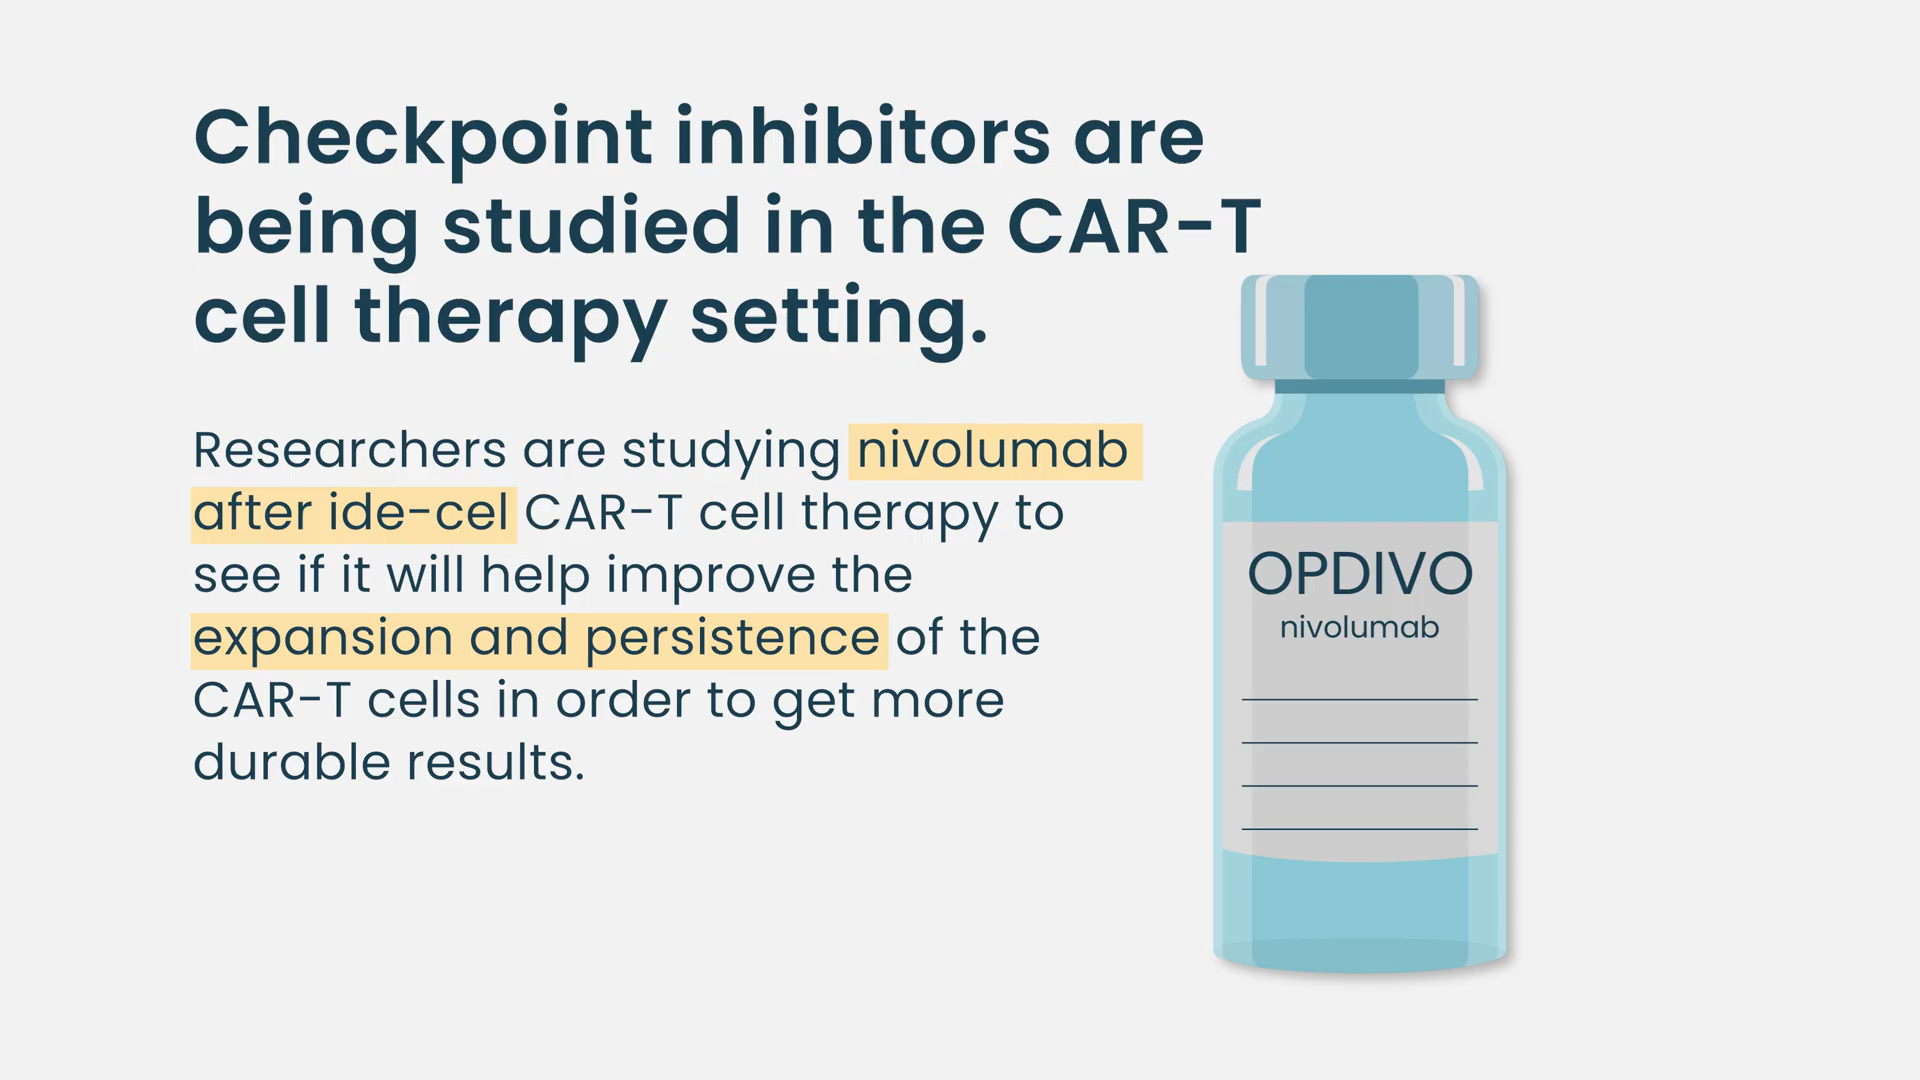 Checkpoint inhibitors are
being studied in the CAR-T
cell therapy setting.
Researchers are studying nivolumab
after ide-cel CAR-T cell therapy to
see if it will help improve the
expansion and persistence of the
CAR-T cells in order to get more
durable results.
OPDIVO
nivolumab